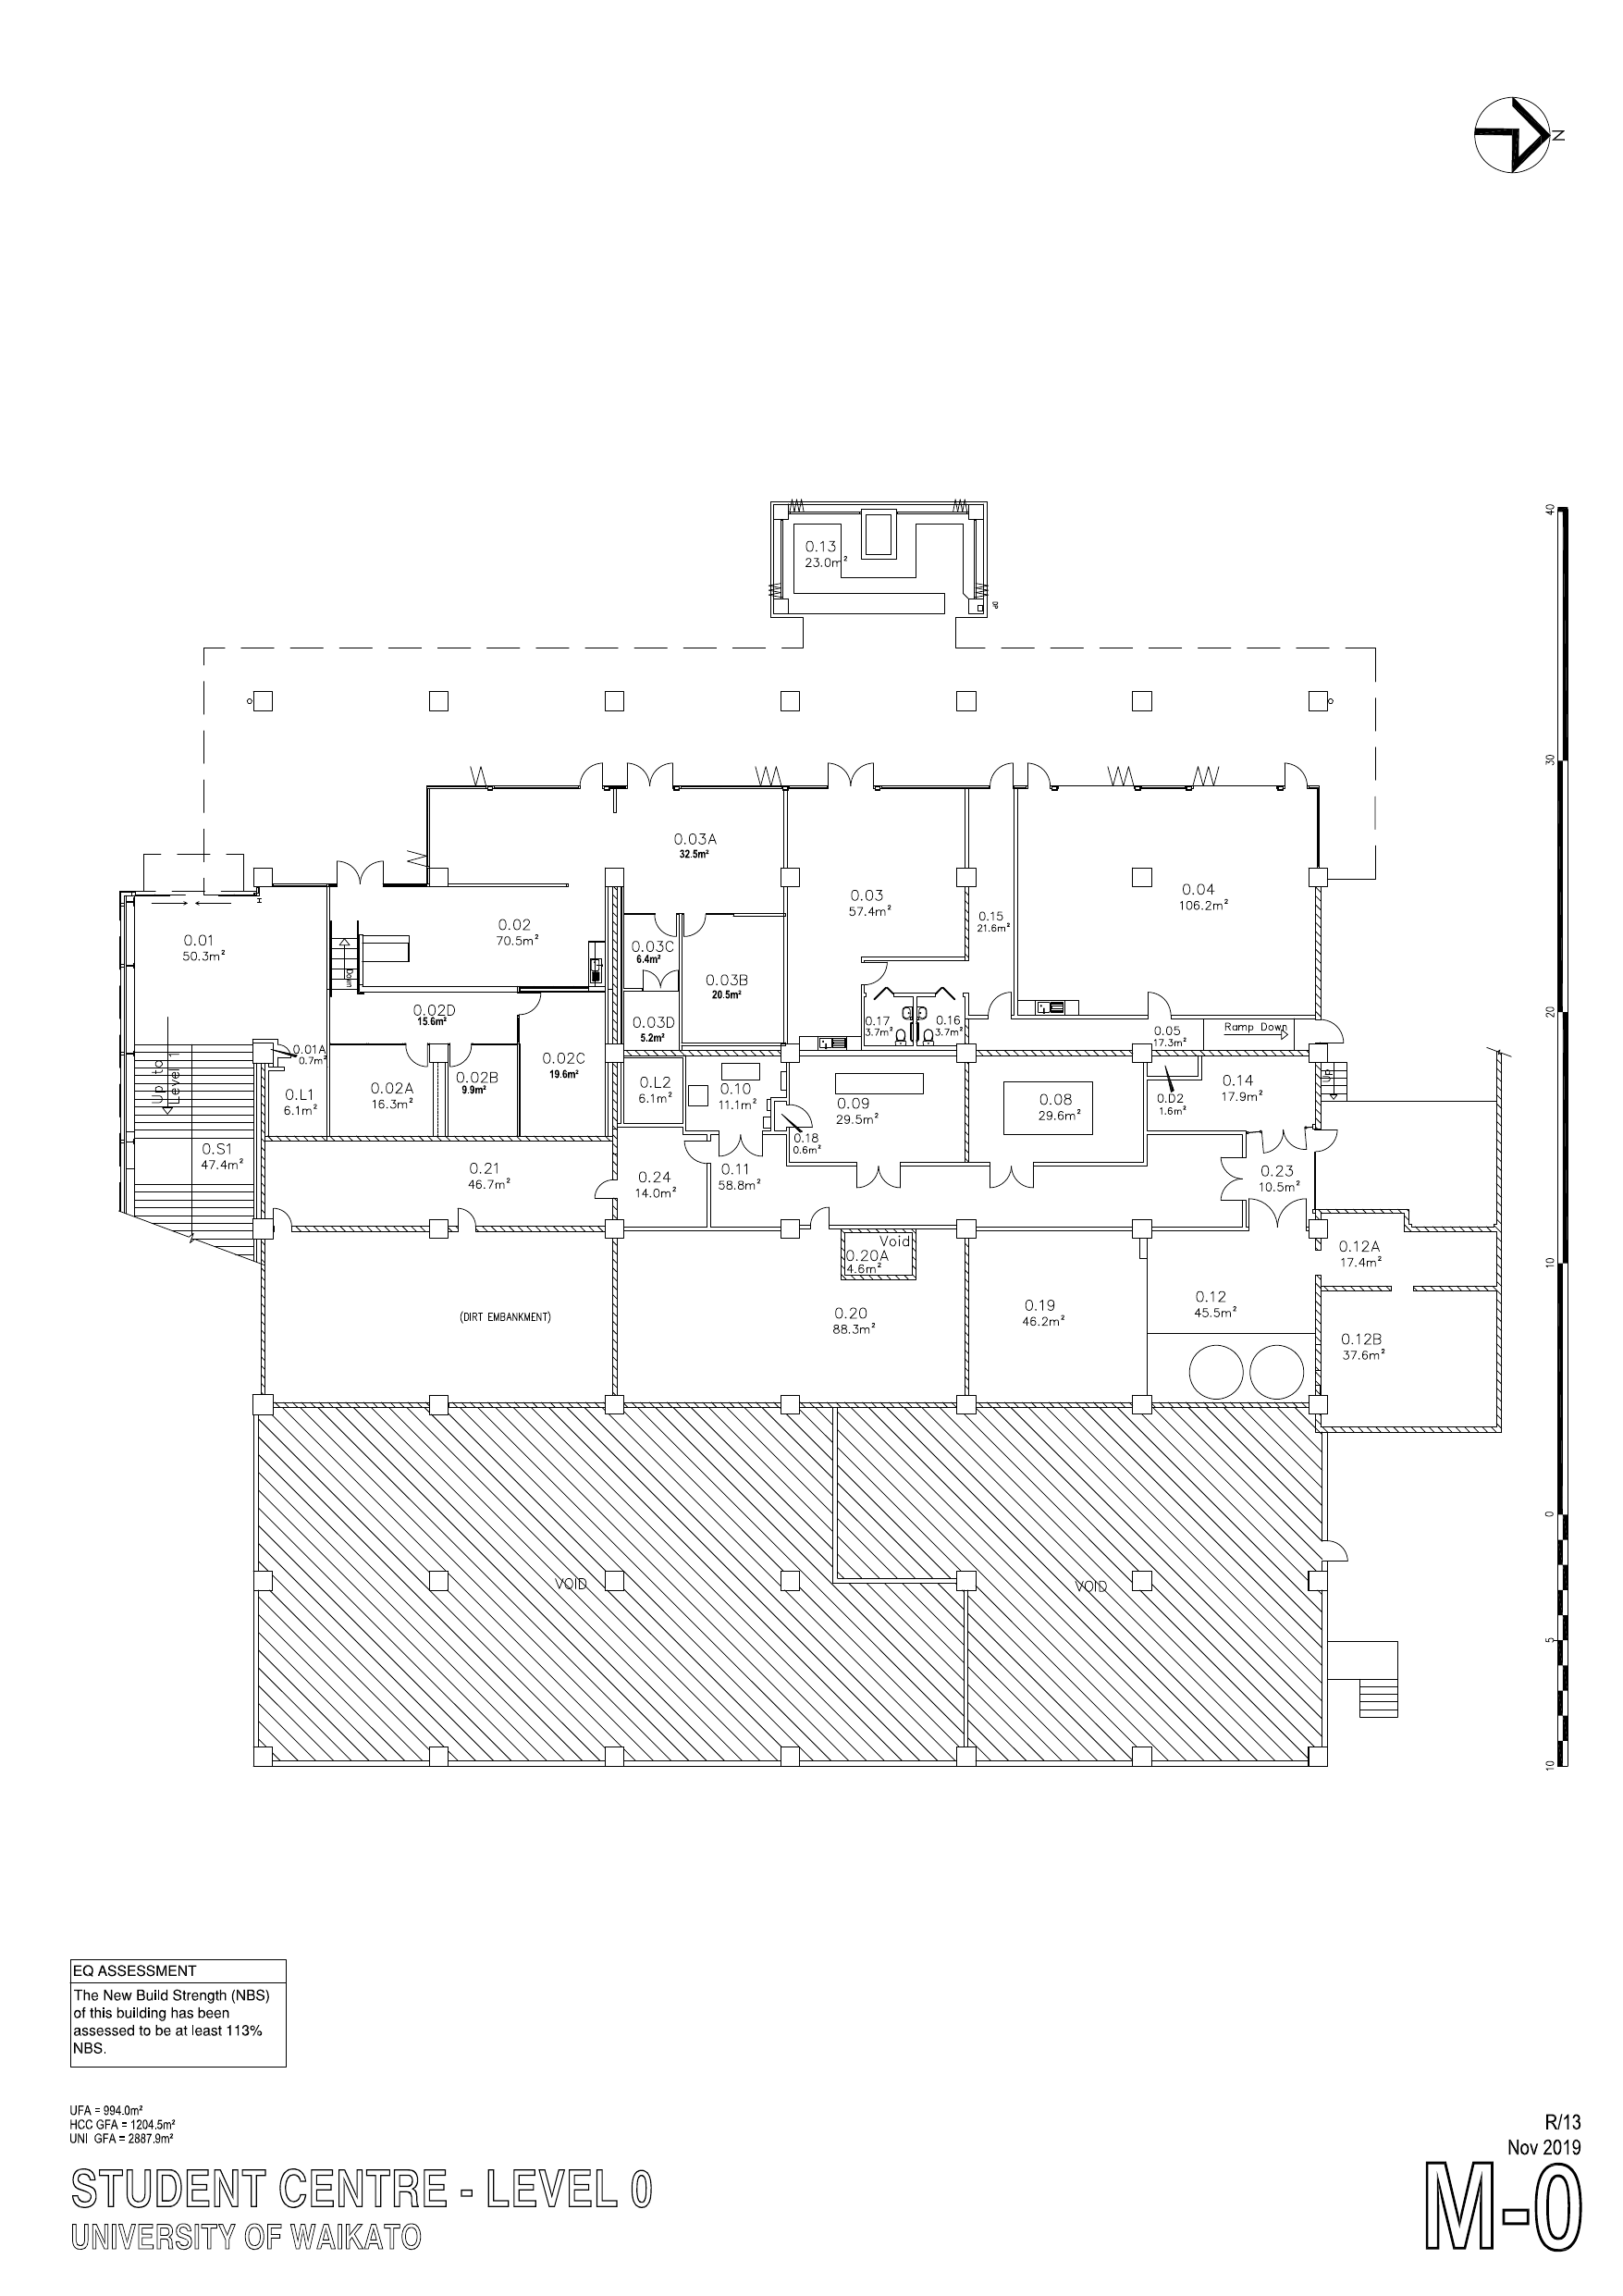 N
40
0.13
23.0m²
DP
30
0.03A
32.5m²
0.04
106.2m²
0.03
57.4m²
0.15
21.6m²
0.02
70.5m²
0.01
50.3m²
0.03C
6.4m²
Down
0.03B
20.5m²
0.02D
15.6m²
0.03D
5.2m²
0.17
3.7m²
0.16
3.7m²
0.05
17.3m²
Ramp Down
20
0.01A
0.7m²
0.02C
19.6m²
Up to
Level 1
0.L1
6.1m²
0.02A
16.3m²
0.02B
9.9m²
0.L2
6.1m²
0.10
11.1m²
0.09
29.5m²
0.08
29.6m²
0.D2
1.6m²
0.14
17.9m²
UP
0.18
0.6m²
0.S1
47.4m²
0.21
46.7m²
0.24
14.0m²
0.11
58.8m²
0.23
10.5m²
Void
0.20A
4.6m²
0.12A
17.4m²
10
(DIRT EMBANKMENT)
0.20
88.3m²
0.19
46.2m²
0.12
45.5m²
0.12B
37.6m²
0
VOID
VOID
5
10
EQ ASSESSMENT
The New Build Strength (NBS)
of this building has been
assessed to be at least 113%
NBS.
UFA = 994.0m²
HCC GFA = 1204.5m²
UNI GFA = 2887.9m²
R/13
Nov 2019
STUDENT CENTRE - LEVEL 0
UNIVERSITY OF WAIKATO
M-0